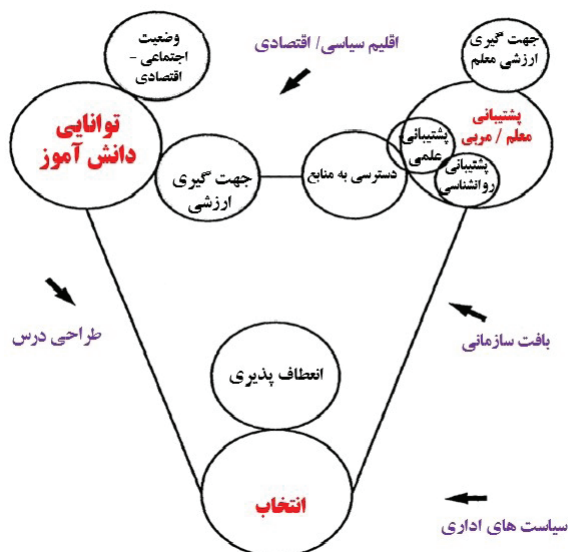 جهت گیری
ارزشی معلم
اقلیم سیاسی/ اقتصادی
وضعیت
اجتماعی -
اقتصادی
پشتیبانی
معلم / مربی
توانایی
دانش آموز
پشتیبانی
علمی
پشتیبانی
روانشناسی
دسترسی به منابع
جهت گیری
ارزشی
طراحی درس
بافت سازمانی
انعطاف پذیری
انتخاب
سیاست های اداری